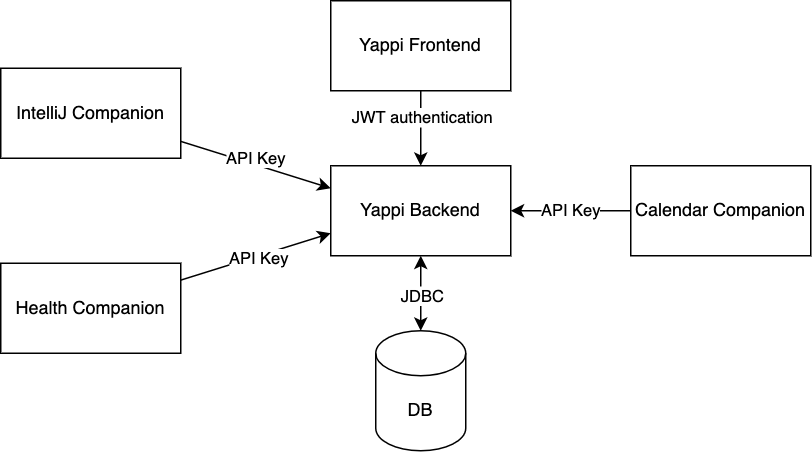 Yappi Frontend
IntelliJ Companion
JWT authentication
API Key
Yappi Backend
API Key
Calendar Companion
API Key
Health Companion
JDBC
DB